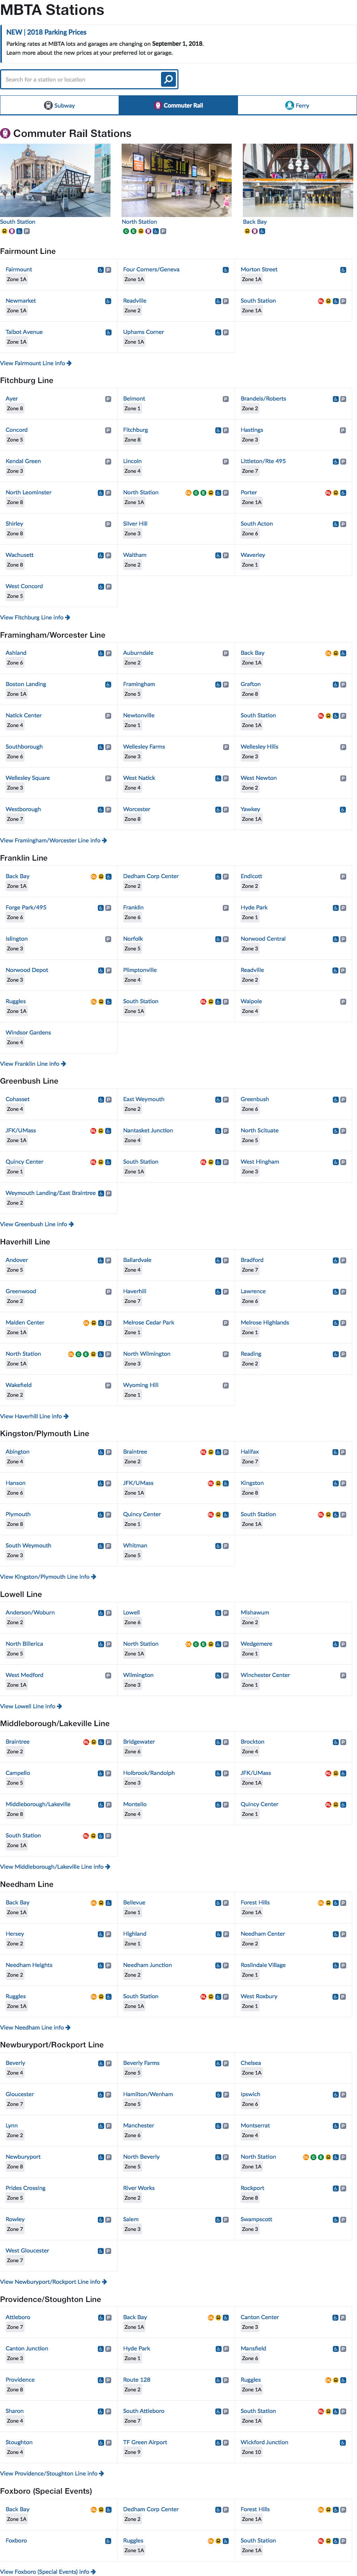 MBTA Stations
NEW | 2018 Parking Prices
Parking rates at MBTA lots and garages are changing on September 1, 2018.
Learn more about the new prices at your preferred lot or garage.
Search for a station or location
Subway Commuter Rail Ferry
Commuter Rail Stations
South Station North Station Back Bay
Fairmount Line
Fairmount Four Corners/Geneva Morton Street
Zone 1A Zone 1A Zone 1A
Newmarket Readville South Station
Zone 1A Zone 2 Zone 1A
Talbot Avenue Uphams Corner
Zone 1A Zone 1A
View Fairmount Line info
Fitchburg Line
Ayer Belmont Brandeis/Roberts
Zone 8 Zone 1 Zone 2
Concord Fitchburg Hastings
Zone 5 Zone 8 Zone 3
Kendal Green Lincoln Littleton/Rte 495
Zone 3 Zone 4 Zone 7
North Leominster North Station Porter
Zone 8 Zone 1A Zone 1A
Shirley Silver Hill South Acton
Zone 8 Zone 3 Zone 6
Wachusett Waltham Waverley
Zone 8 Zone 2 Zone 1
West Concord
Zone 5
View Fitchburg Line info
Framingham/Worcester Line
Ashland Auburndale Back Bay
Zone 6 Zone 2 Zone 1A
Boston Landing Framingham Grafton
Zone 1A Zone 5 Zone 8
Natick Center Newtonville South Station
Zone 4 Zone 1 Zone 1A
Southborough Wellesley Farms Wellesley Hills
Zone 6 Zone 3 Zone 3
Wellesley Square West Natick West Newton
Zone 3 Zone 4 Zone 2
Westborough Worcester Yawkey
Zone 7 Zone 8 Zone 1A
View Framingham/Worcester Line info
Franklin Line
Back Bay Dedham Corp Center Endicott
Zone 1A Zone 2 Zone 2
Forge Park/495 Franklin Hyde Park
Zone 6 Zone 6 Zone 1
Islington Norfolk Norwood Central
Zone 3 Zone 5 Zone 3
Norwood Depot Plimptonville Readville
Zone 3 Zone 4 Zone 2
Ruggles South Station Walpole
Zone 1A Zone 1A Zone 4
Windsor Gardens
Zone 4
View Franklin Line info
Greenbush Line
Cohasset East Weymouth Greenbush
Zone 4 Zone 2 Zone 6
JFK/UMass Nantasket Junction North Scituate
Zone 1A Zone 4 Zone 5
Quincy Center South Station West Hingham
Zone 1 Zone 1A Zone 3
Weymouth Landing/East Braintree
Zone 2
View Greenbush Line info
Haverhill Line
Andover Ballardvale Bradford
Zone 5 Zone 4 Zone 7
Greenwood Haverhill Lawrence
Zone 2 Zone 7 Zone 6
Malden Center Melrose Cedar Park Melrose Highlands
Zone 1A Zone 1 Zone 1
North Station North Wilmington Reading
Zone 1A Zone 3 Zone 2
Wakefield Wyoming Hill
Zone 2 Zone 1
View Haverhill Line info
Kingston/Plymouth Line
Abington Braintree Halifax
Zone 4 Zone 2 Zone 7
Hanson JFK/UMass Kingston
Zone 6 Zone 1A Zone 8
Plymouth Quincy Center South Station
Zone 8 Zone 1 Zone 1A
South Weymouth Whitman
Zone 3 Zone 5
View Kingston/Plymouth Line info
Lowell Line
Anderson/Woburn Lowell Mishawum
Zone 2 Zone 6 Zone 2
North Billerica North Station Wedgemere
Zone 5 Zone 1A Zone 1
West Medford Wilmington Winchester Center
Zone 1A Zone 3 Zone 1
View Lowell Line info
Middleborough/Lakeville Line
Braintree Bridgewater Brockton
Zone 2 Zone 6 Zone 4
Campello Holbrook/Randolph JFK/UMass
Zone 5 Zone 3 Zone 1A
Middleborough/Lakeville Montello Quincy Center
Zone 8 Zone 4 Zone 1
South Station
Zone 1A
View Middleborough/Lakeville Line info
Needham Line
Back Bay Bellevue Forest Hills
Zone 1A Zone 1 Zone 1A
Hersey Highland Needham Center
Zone 2 Zone 1 Zone 2
Needham Heights Needham Junction Roslindale Village
Zone 2 Zone 2 Zone 1
Ruggles South Station West Roxbury
Zone 1A Zone 1A Zone 1
View Needham Line info
Newburyport/Rockport Line
Beverly Beverly Farms Chelsea
Zone 4 Zone 5 Zone 1A
Gloucester Hamilton/Wenham Ipswich
Zone 7 Zone 5 Zone 6
Lynn Manchester Montserrat
Zone 2 Zone 6 Zone 4
Newburyport North Beverly North Station
Zone 8 Zone 5 Zone 1A
Prides Crossing River Works Rockport
Zone 5 Zone 2 Zone 8
Rowley Salem Swampscott
Zone 7 Zone 3 Zone 3
West Gloucester
Zone 7
View Newburyport/Rockport Line info
Providence/Stoughton Line
Attleboro Back Bay Canton Center
Zone 7 Zone 1A Zone 3
Canton Junction Hyde Park Mansfield
Zone 3 Zone 1 Zone 6
Providence Route 128 Ruggles
Zone 8 Zone 2 Zone 1A
Sharon South Attleboro South Station
Zone 4 Zone 7 Zone 1A
Stoughton TF Green Airport Wickford Junction
Zone 4 Zone 9 Zone 10
View Providence/Stoughton Line info
Foxboro (Special Events)
Back Bay Dedham Corp Center Forest Hills
Zone 1A Zone 2 Zone 1A
Foxboro Ruggles South Station
Zone 1A Zone 1A
View Foxboro (Special Events) info